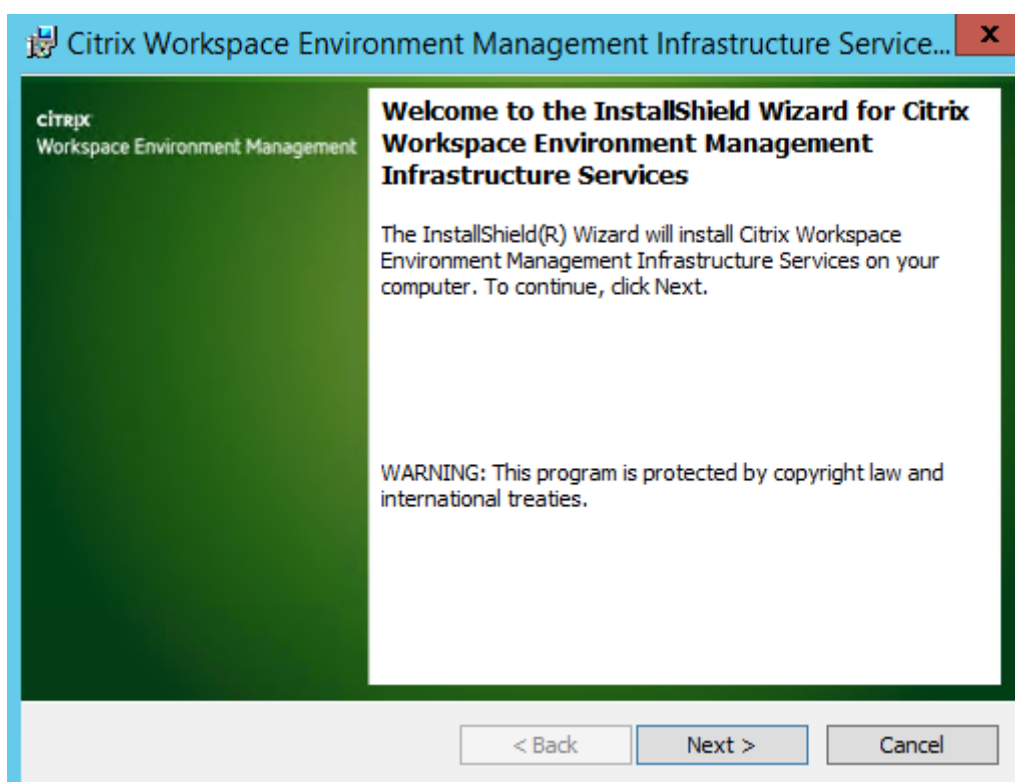 Citrix Workspace Environment Management Infrastructure Service...
x
CİTRIX
Workspace Environment Management
Welcome to the InstallShield Wizard for Citrix
Workspace Environment Management
Infrastructure Services
The InstallShield(R) Wizard will install Citrix Workspace
Environment Management Infrastructure Services on your
computer. To continue, click Next.
WARNING: This program is protected by copyright law and
international treaties.
< Back
Next >
Cancel